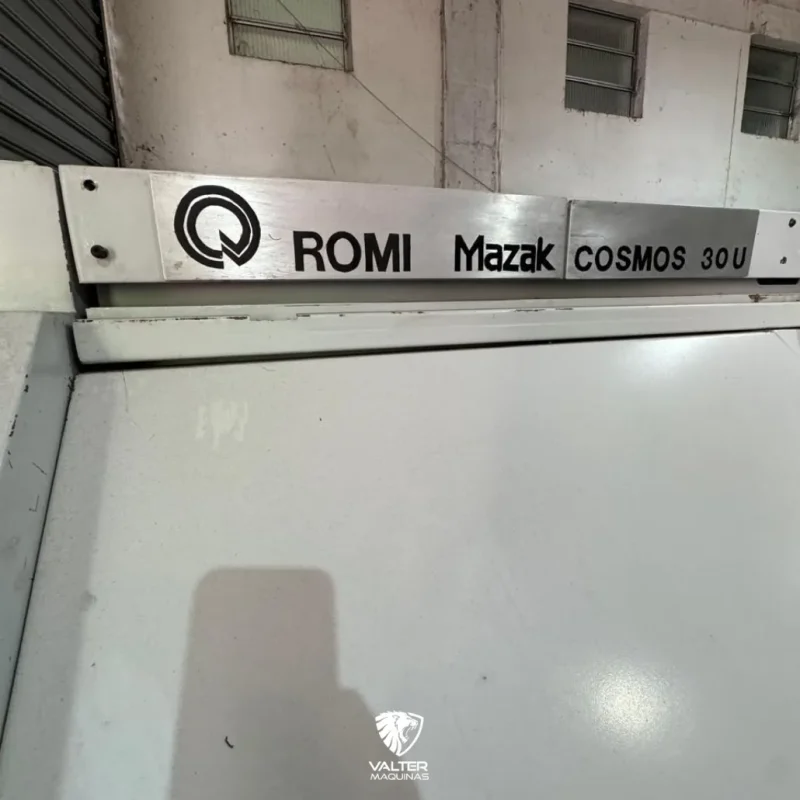 ROMI Mazak COSMOS 30U
VALTER
MAQUINAS